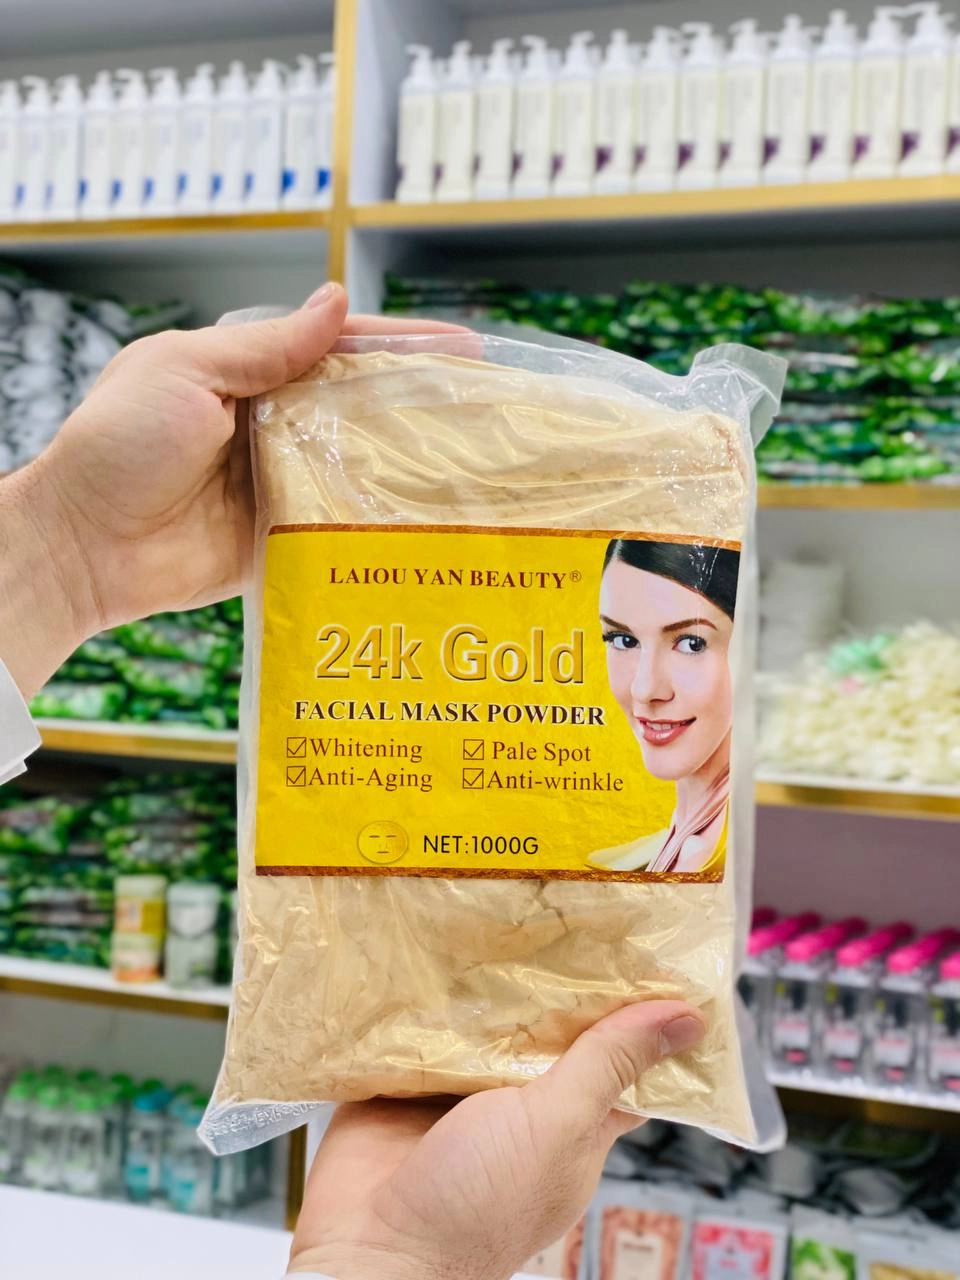 LAIOU YAN BEAUTY®
24k Gold
FACIAL MASK POWDER
☑ Whitening ☑ Pale Spot
☑ Anti-Aging ☑ Anti-wrinkle
NET:1000G